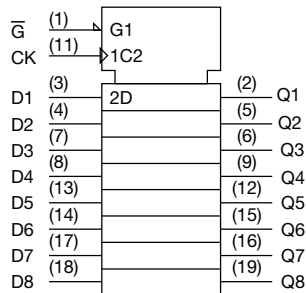 G̅ (1) G1
CK (11) 1C2
D1 (3) 2D (2) Q1
D2 (4) (5) Q2
D3 (7) (6) Q3
D4 (8) (9) Q4
D5 (13) (12) Q5
D6 (14) (15) Q6
D7 (17) (16) Q7
D8 (18) (19) Q8